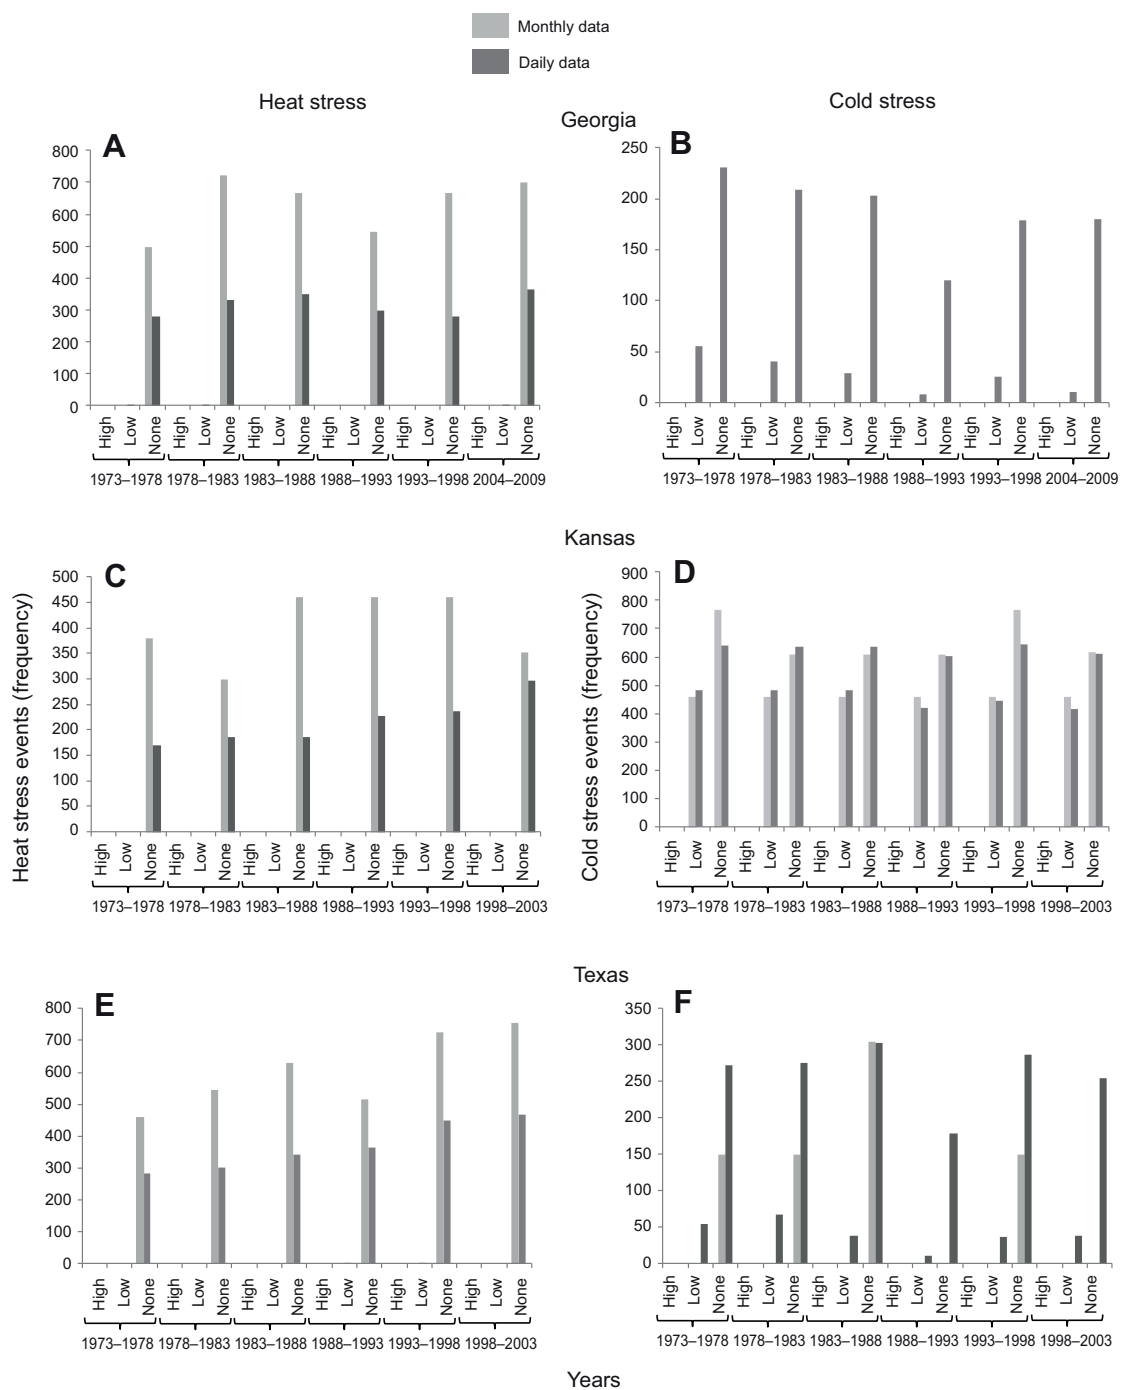 Monthly data
Daily data
Heat stress
Cold stress
Georgia
A
800
700
600
500
400
300
200
100
0
High
Low
None
High
Low
None
High
Low
None
High
Low
None
High
Low
None
High
Low
None
1973–1978 1978–1983 1983–1988 1988–1993 1993–1998 2004–2009
B
250
200
150
100
50
0
High
Low
None
High
Low
None
High
Low
None
High
Low
None
High
Low
None
High
Low
None
1973–1978 1978–1983 1983–1988 1988–1993 1993–1998 2004–2009
Kansas
Heat stress events (frequency)
C
500
450
400
350
300
250
200
150
100
50
0
High
Low
None
High
Low
None
High
Low
None
High
Low
None
High
Low
None
High
Low
None
1973–1978 1978–1983 1983–1988 1988–1993 1993–1998 1998–2003
Cold stress events (frequency)
D
900
800
700
600
500
400
300
200
100
0
High
Low
None
High
Low
None
High
Low
None
High
Low
None
High
Low
None
High
Low
None
1973–1978 1978–1983 1983–1988 1988–1993 1993–1998 1998–2003
Texas
E
800
700
600
500
400
300
200
100
0
High
Low
None
High
Low
None
High
Low
None
High
Low
None
High
Low
None
High
Low
None
1973–1978 1978–1983 1983–1988 1988–1993 1993–1998 1998–2003
F
350
300
250
200
150
100
50
0
High
Low
None
High
Low
None
High
Low
None
High
Low
None
High
Low
None
High
Low
None
1973–1978 1978–1983 1983–1988 1988–1993 1993–1998 1998–2003
Years